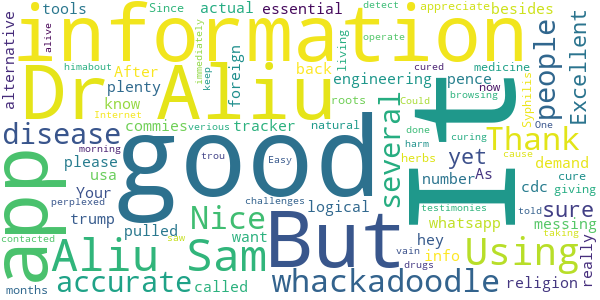 information
Dr Aliu
good
But
It
app
Aliu Sam
Using
Thank
Nice
whackadoodle
accurate
disease
people
several
Excellent
sure
yet
tools
Since
actual
essential
alternative
After
besides
foreign
immediately
alive
detect
appreciate
operate
keep
himabout
back
living
cured
medicine
engineering
pence
now
browsing
plenty
know
commies
tracker
roots
Could
Syphilis
One
Internet
verious
natural
done
curing
morning
trou
Easy
harm
herbs
cause
please
As
demand
Your
usa
number
cdc
cure
giving
perplexed
trump
logical
challenges
testimonies
told
pulled
whatsapp
messing
hey
contacted
saw
want
info
vain
taking
really
months
called
drugs
religion